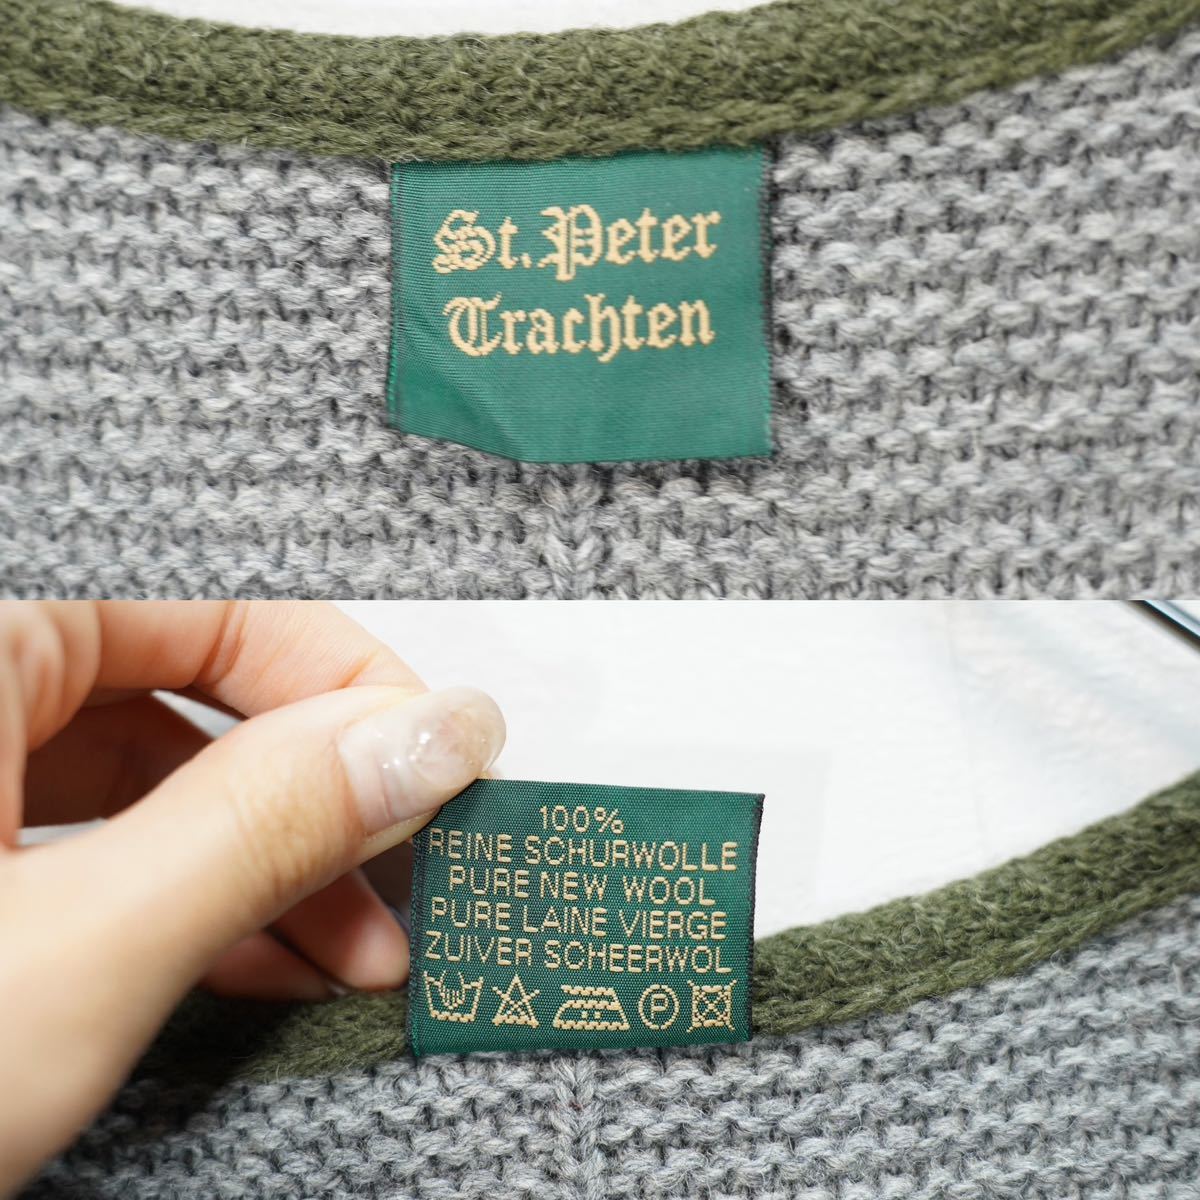 St. Peter
Trachten
100%
REINE SCHURWOLLE
PURE NEW WOOL
PURE LAINE VIERGE
ZUIVER SCHEERWOL
P